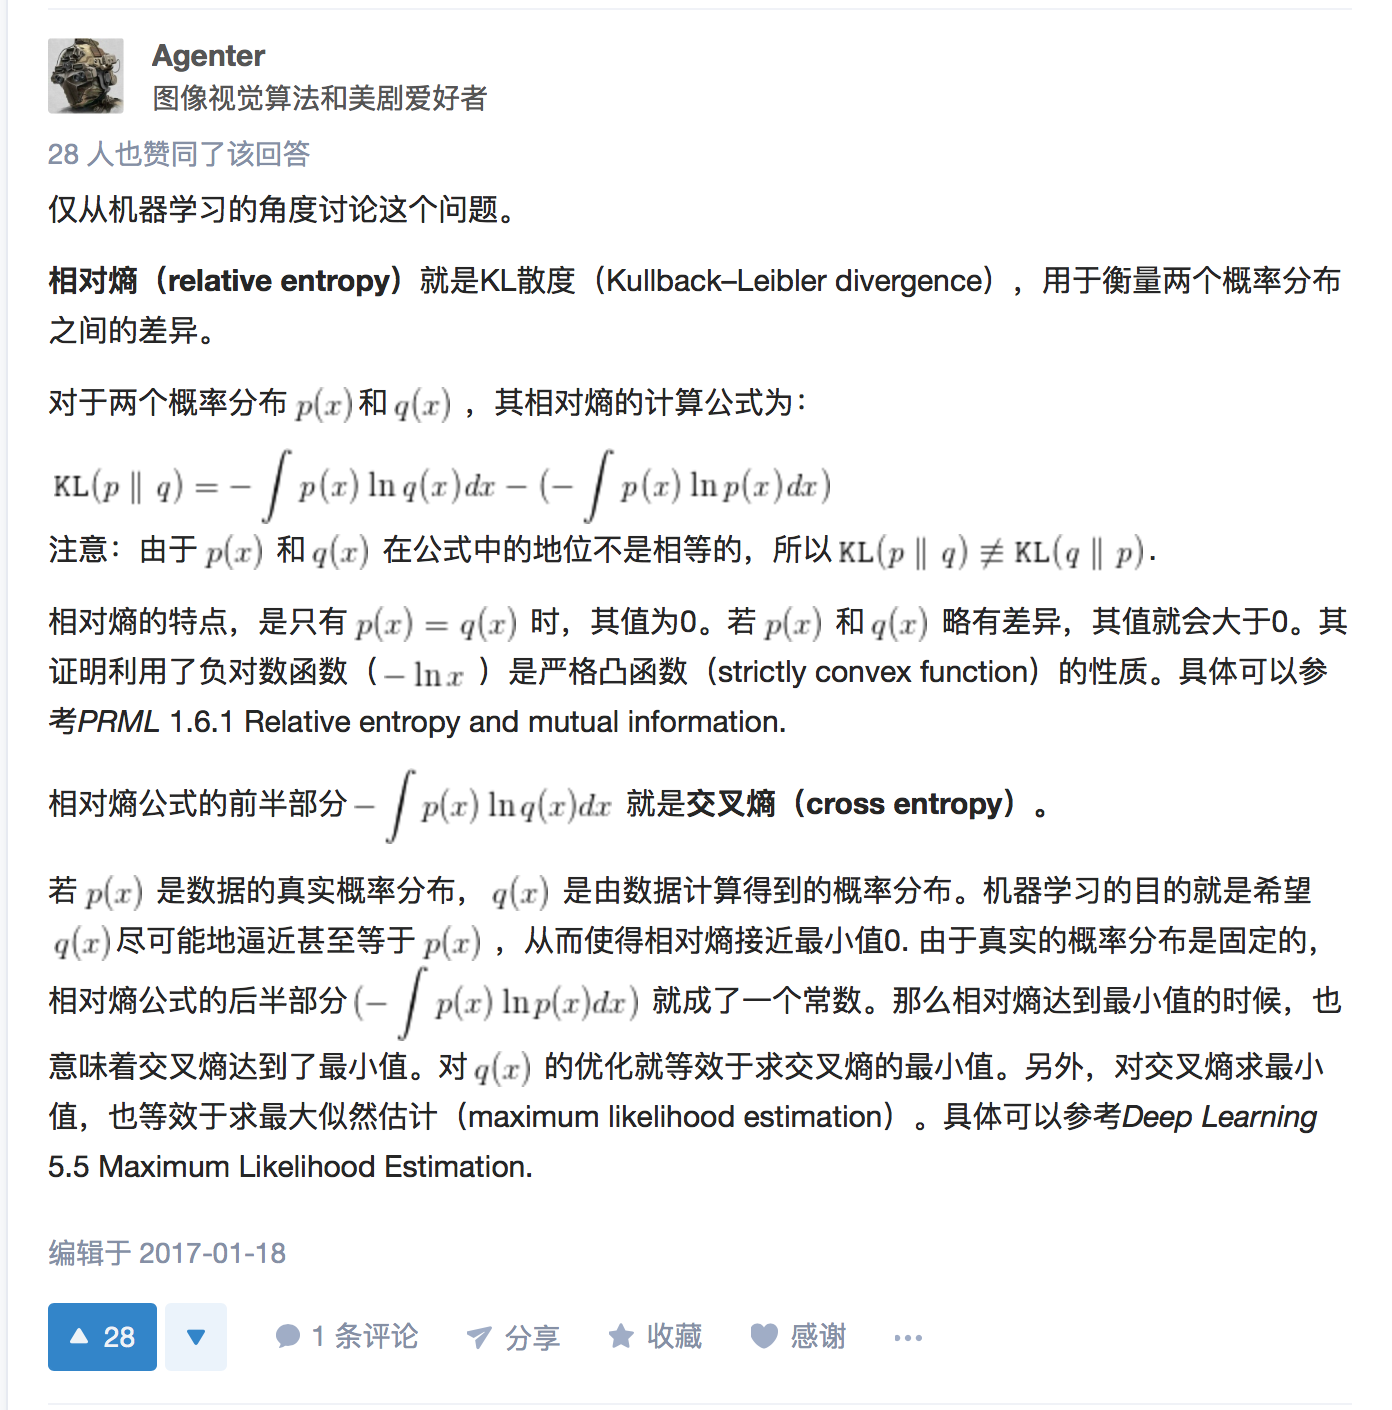 Agenter
图像视觉算法和美剧爱好者
28 人也赞同了该回答
仅从机器学习的角度讨论这个问题。
相对熵（relative entropy）就是KL散度（Kullback–Leibler divergence），用于衡量两个概率分布
之间的差异。
对于两个概率分布 p(x)和 q(x) ，其相对熵的计算公式为：
KL(p ∥ q) = − ∫ p(x) ln q(x)dx − (− ∫ p(x) ln p(x)dx)
注意：由于 p(x) 和 q(x) 在公式中的地位不是相等的，所以 KL(p ∥ q) ≢ KL(q ∥ p).
相对熵的特点，是只有 p(x) = q(x) 时，其值为0。若 p(x) 和 q(x) 略有差异，其值就会大于0。其
证明利用了负对数函数（− ln x ）是严格凸函数（strictly convex function）的性质。具体可以参
考PRML 1.6.1 Relative entropy and mutual information.
相对熵公式的前半部分 − ∫ p(x) ln q(x)dx 就是交叉熵（cross entropy）。
若 p(x) 是数据的真实概率分布， q(x) 是由数据计算得到的概率分布。机器学习的目的就是希望
q(x) 尽可能地逼近甚至等于 p(x) ，从而使得相对熵接近最小值0. 由于真实的概率分布是固定的，
相对熵公式的后半部分 (− ∫ p(x) ln p(x)dx) 就成了一个常数。那么相对熵达到最小值的时候，也
意味着交叉熵达到了最小值。对 q(x) 的优化就等效于求交叉熵的最小值。另外，对交叉熵求最小
值，也等效于求最大似然估计（maximum likelihood estimation）。具体可以参考Deep Learning
5.5 Maximum Likelihood Estimation.
编辑于 2017-01-18
28 1 条评论 分享 收藏 感谢